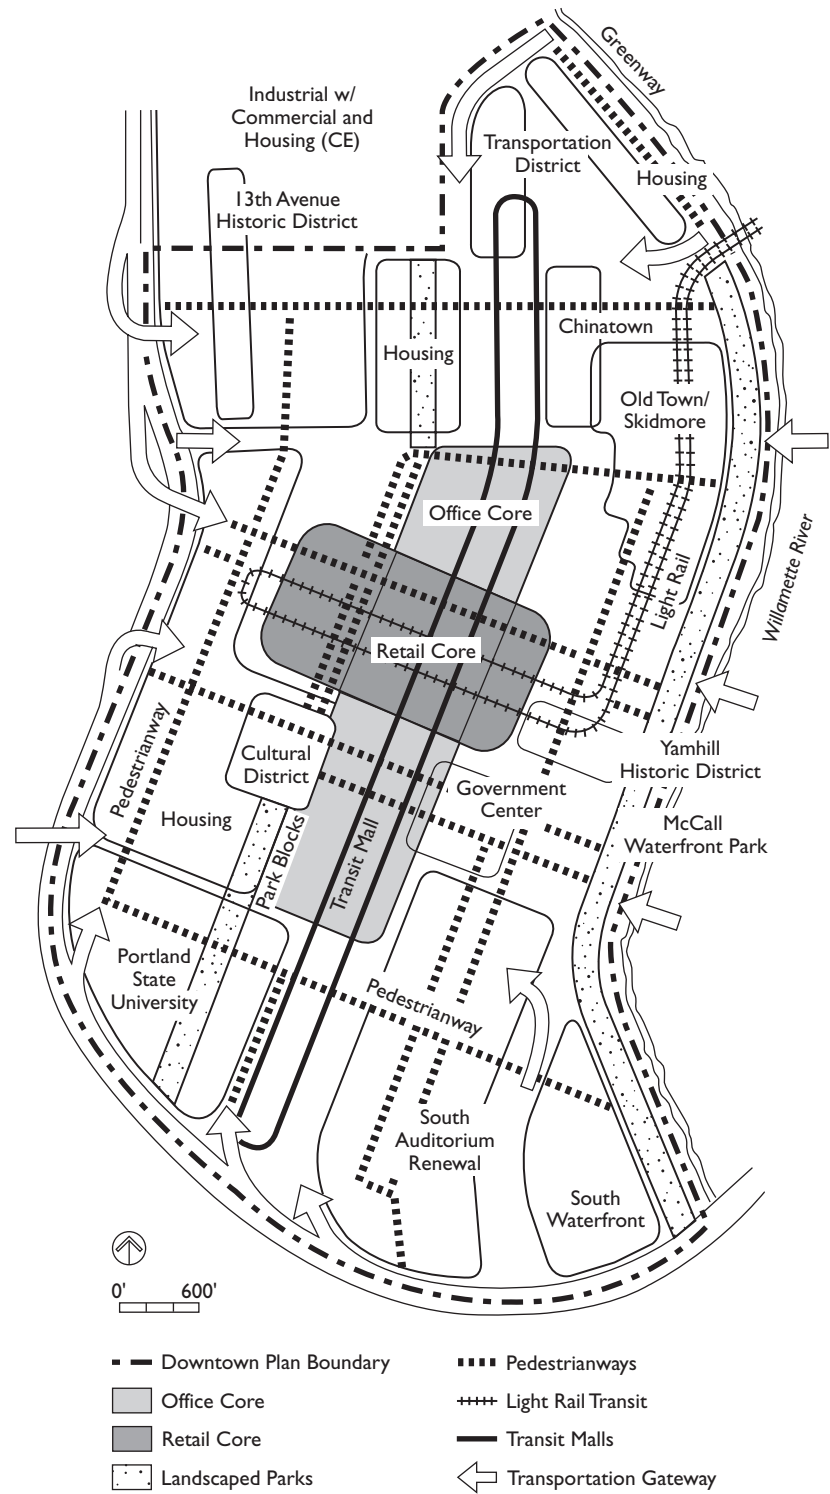 Greenway
Industrial w/
Commercial and
Housing (CE)
Transportation
District
Housing
13th Avenue
Historic District
Chinatown
Housing
Old Town/
Skidmore
Office Core
Willamette River
Light Rail
Retail Core
Pedestrianway
Cultural
District
Yamhill
Historic District
Government
Center
Housing
McCall
Waterfront Park
Park Blocks
Transit Mall
Portland
State
University
Pedestrianway
South
Auditorium
Renewal
South
Waterfront
0' 600'
Downtown Plan Boundary
Office Core
Retail Core
Landscaped Parks
Pedestrianways
Light Rail Transit
Transit Malls
Transportation Gateway